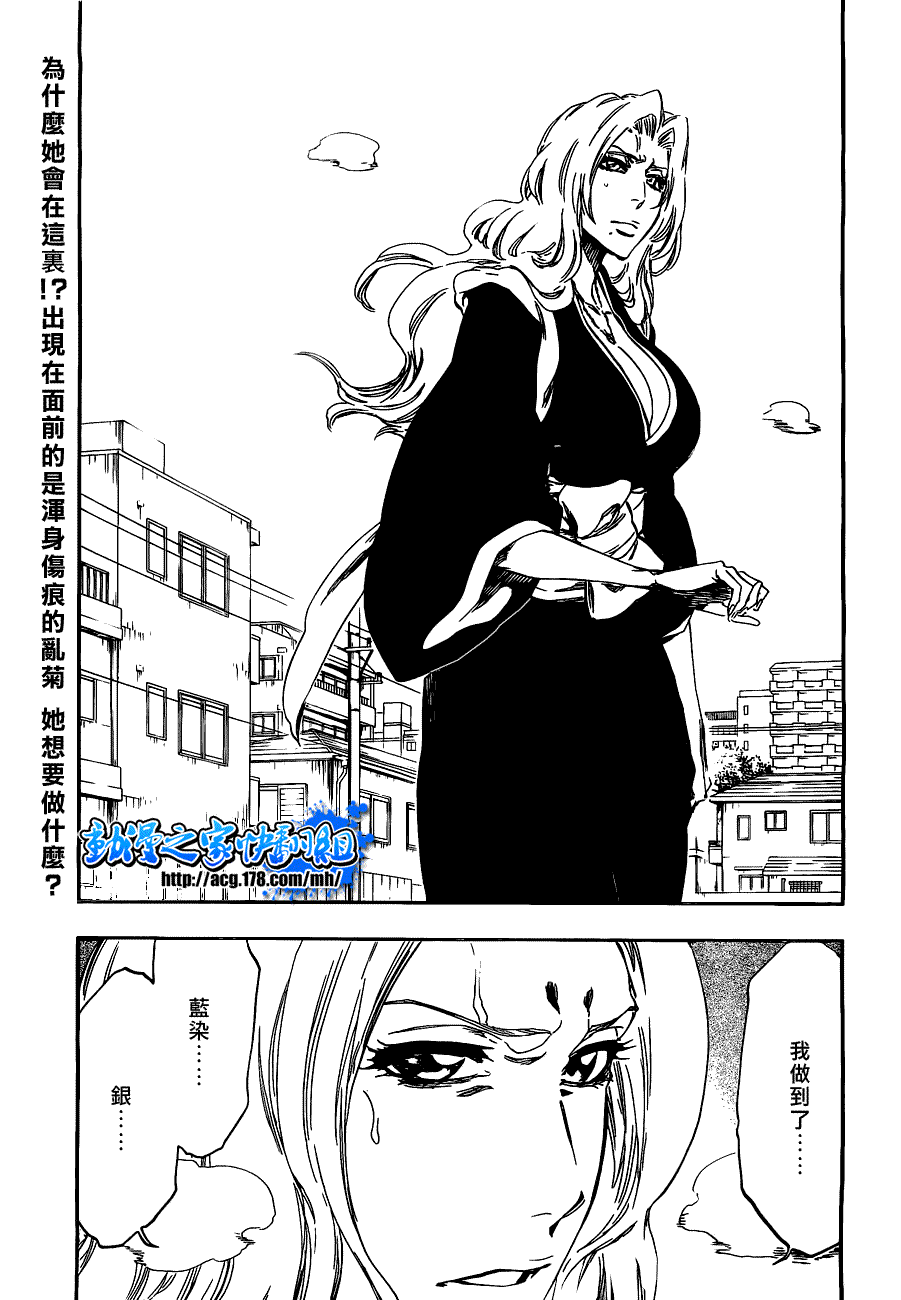 為什麼她會在這裏!?出現在面前的是渾身傷痕的亂菊 她想要做什麼?
動漫之家快翻組
http://acg.178.com/mh/
我做到了……
藍染……
銀……